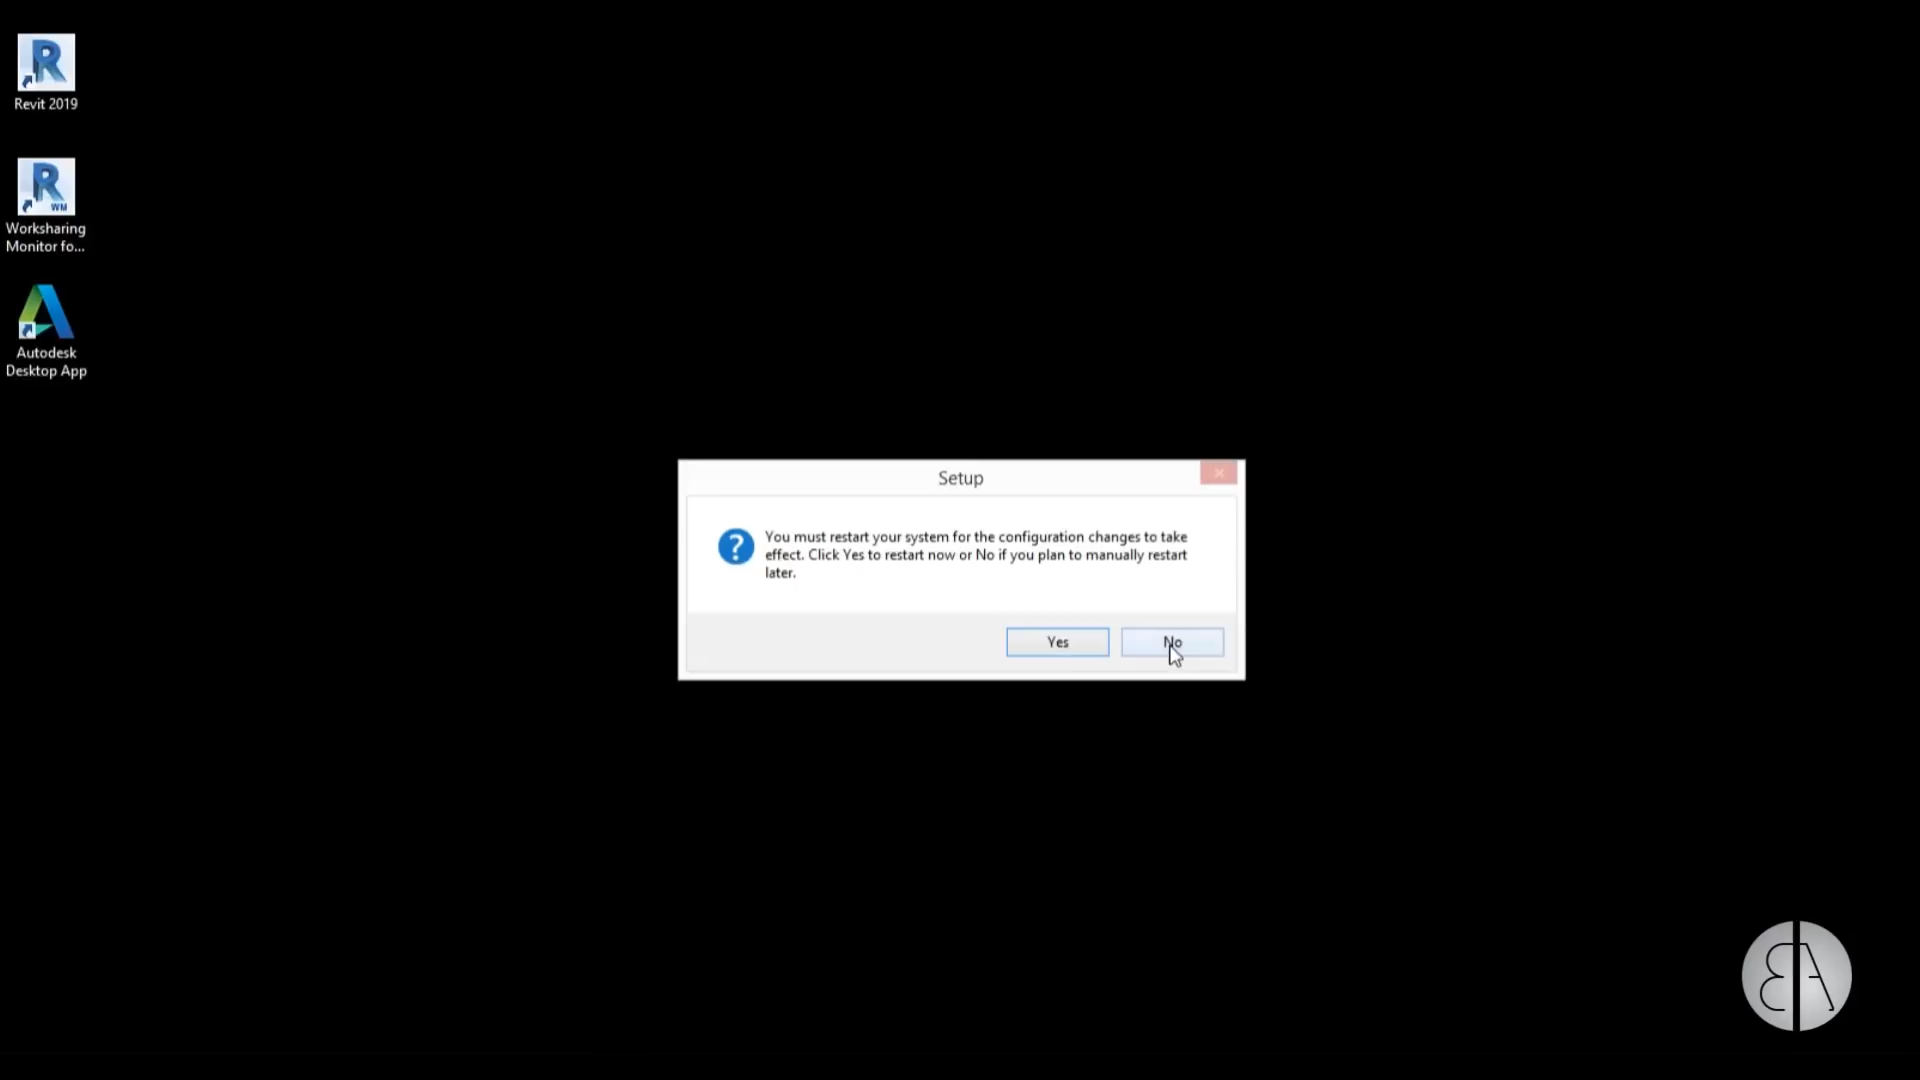 Revit 2019
WM
Worksharing
Monitor fo...
Autodesk
Desktop App
Setup
You must restart your system for the configuration changes to take
effect. Click Yes to restart now or No if you plan to manually restart
later.
Yes
No
BA